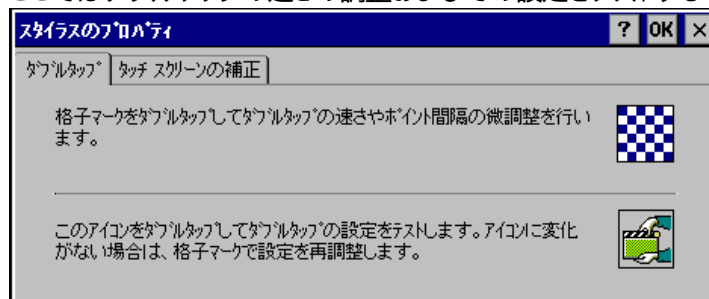 スタイラスのプロパティ ? OK ×
ダブルタップ タッチ スクリーンの補正
格子マークをダブルタップしてダブルタップの速さやポイント間隔の微調整を行い
ます。
このアイコンをダブルタップしてダブルタップの設定をテストします。アイコンに変化
がない場合は、格子マークで設定を再調整します。